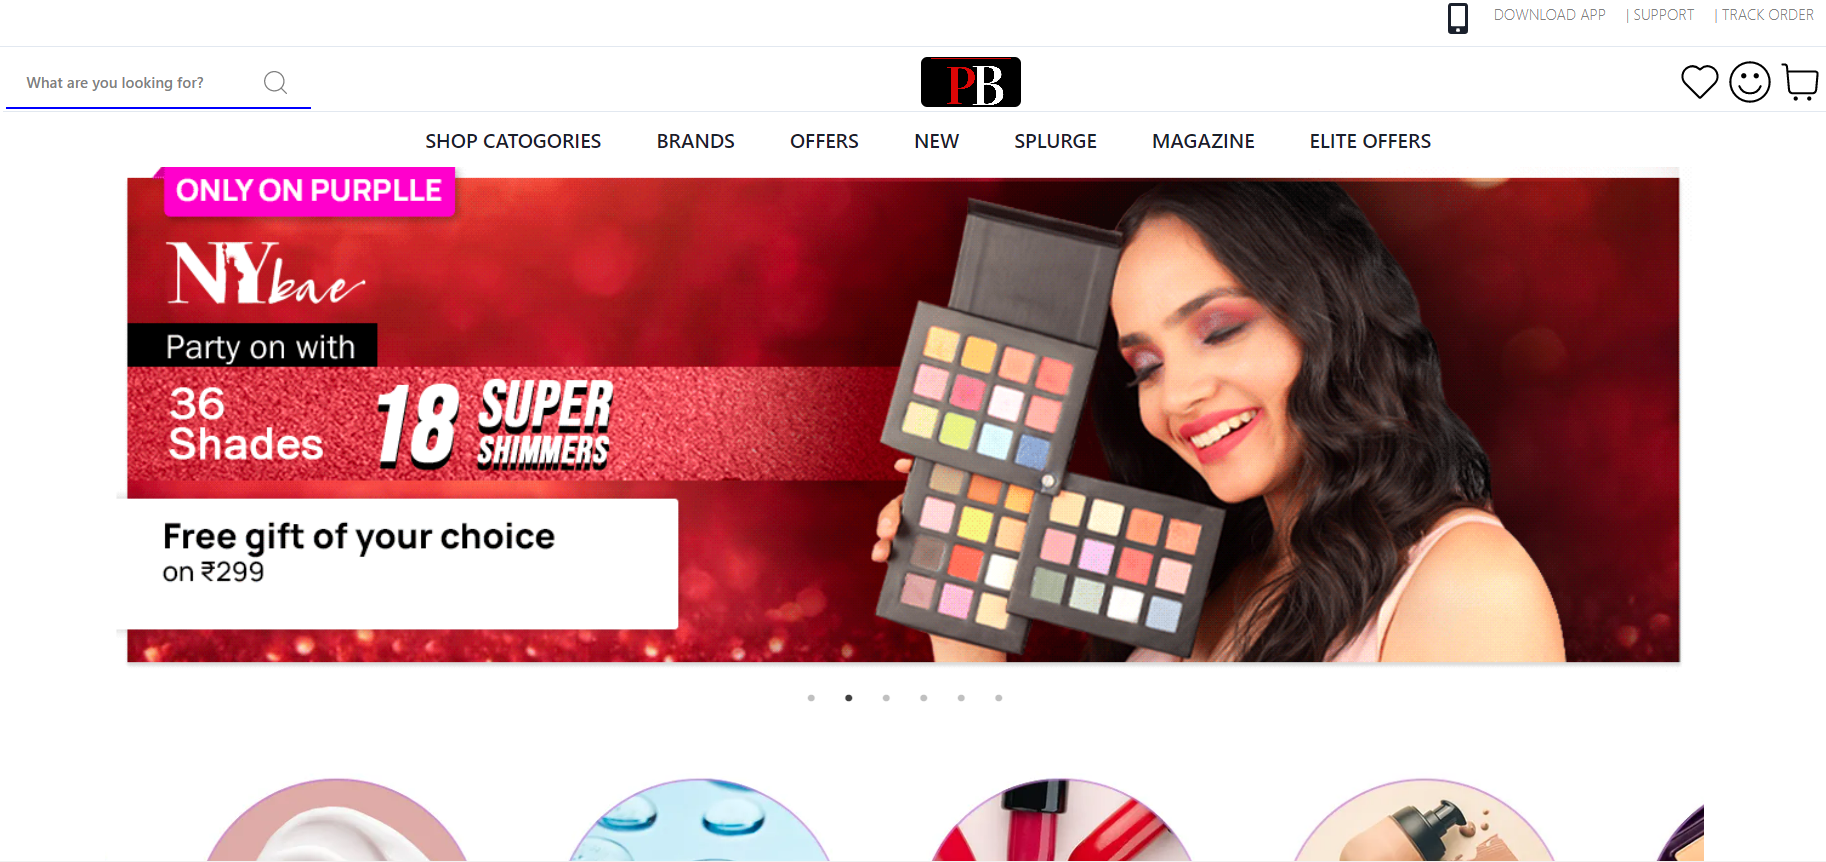 DOWNLOAD APP | SUPPORT | TRACK ORDER
What are you looking for?
PB
SHOP CATOGORIES BRANDS OFFERS NEW SPLURGE MAGAZINE ELITE OFFERS
ONLY ON PURPLLE
NYbae
Party on with
36 Shades
18 SUPER SHIMMERS
Free gift of your choice
on ₹299